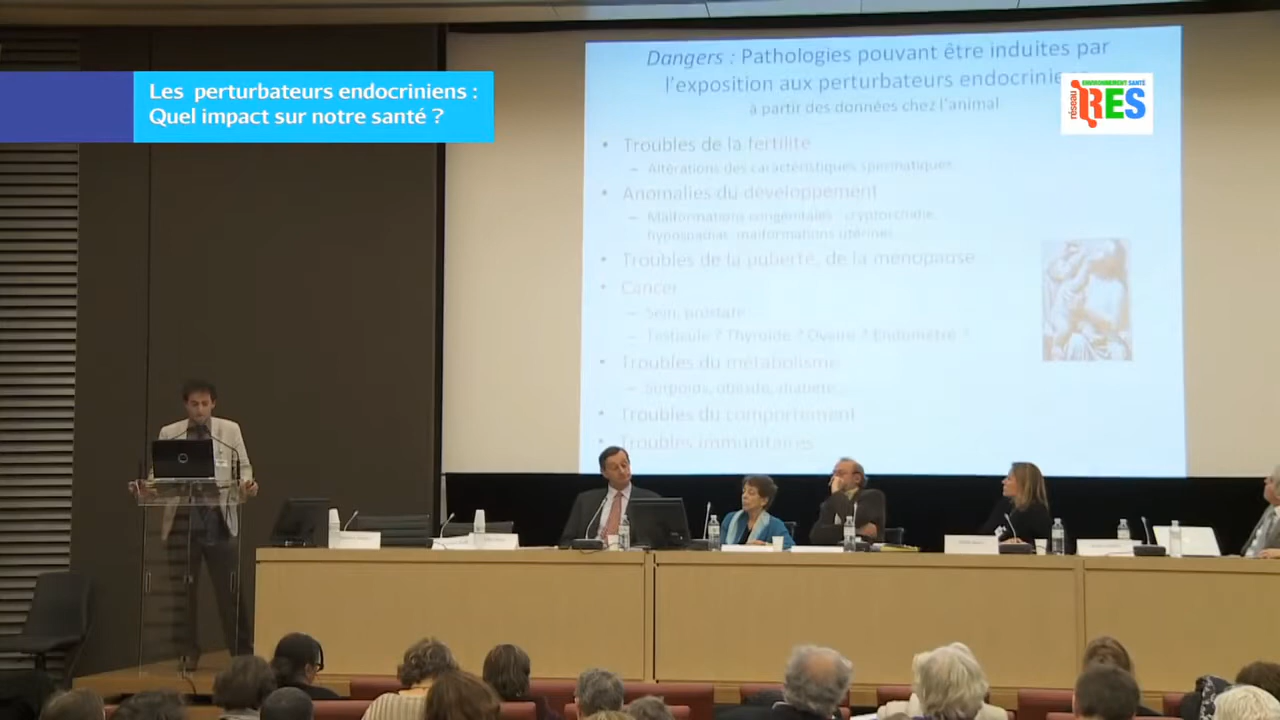 Les perturbateurs endocriniens :
Quel impact sur notre santé ?
Dangers : Pathologies pouvant être induites par
l'exposition aux perturbateurs endocriniens
à partir des données chez l'animal
ENVIRONNEMENT SANTÉ
réseau
RES
• Troubles de la fertilité
– Altérations des caractéristiques spermatiques
• Anomalies du développement
– Malformations congénitales : cryptorchidie,
hypospadias, malformations utérines
• Troubles de la puberté, de la ménopause
• Cancer
– Sein, prostate
– Testicule ? Thyroïde ? Ovaire ? Endomètre ?
• Troubles du métabolisme
– Surpoids, obésité, diabète
• Troubles du comportement
• Troubles immunitaires